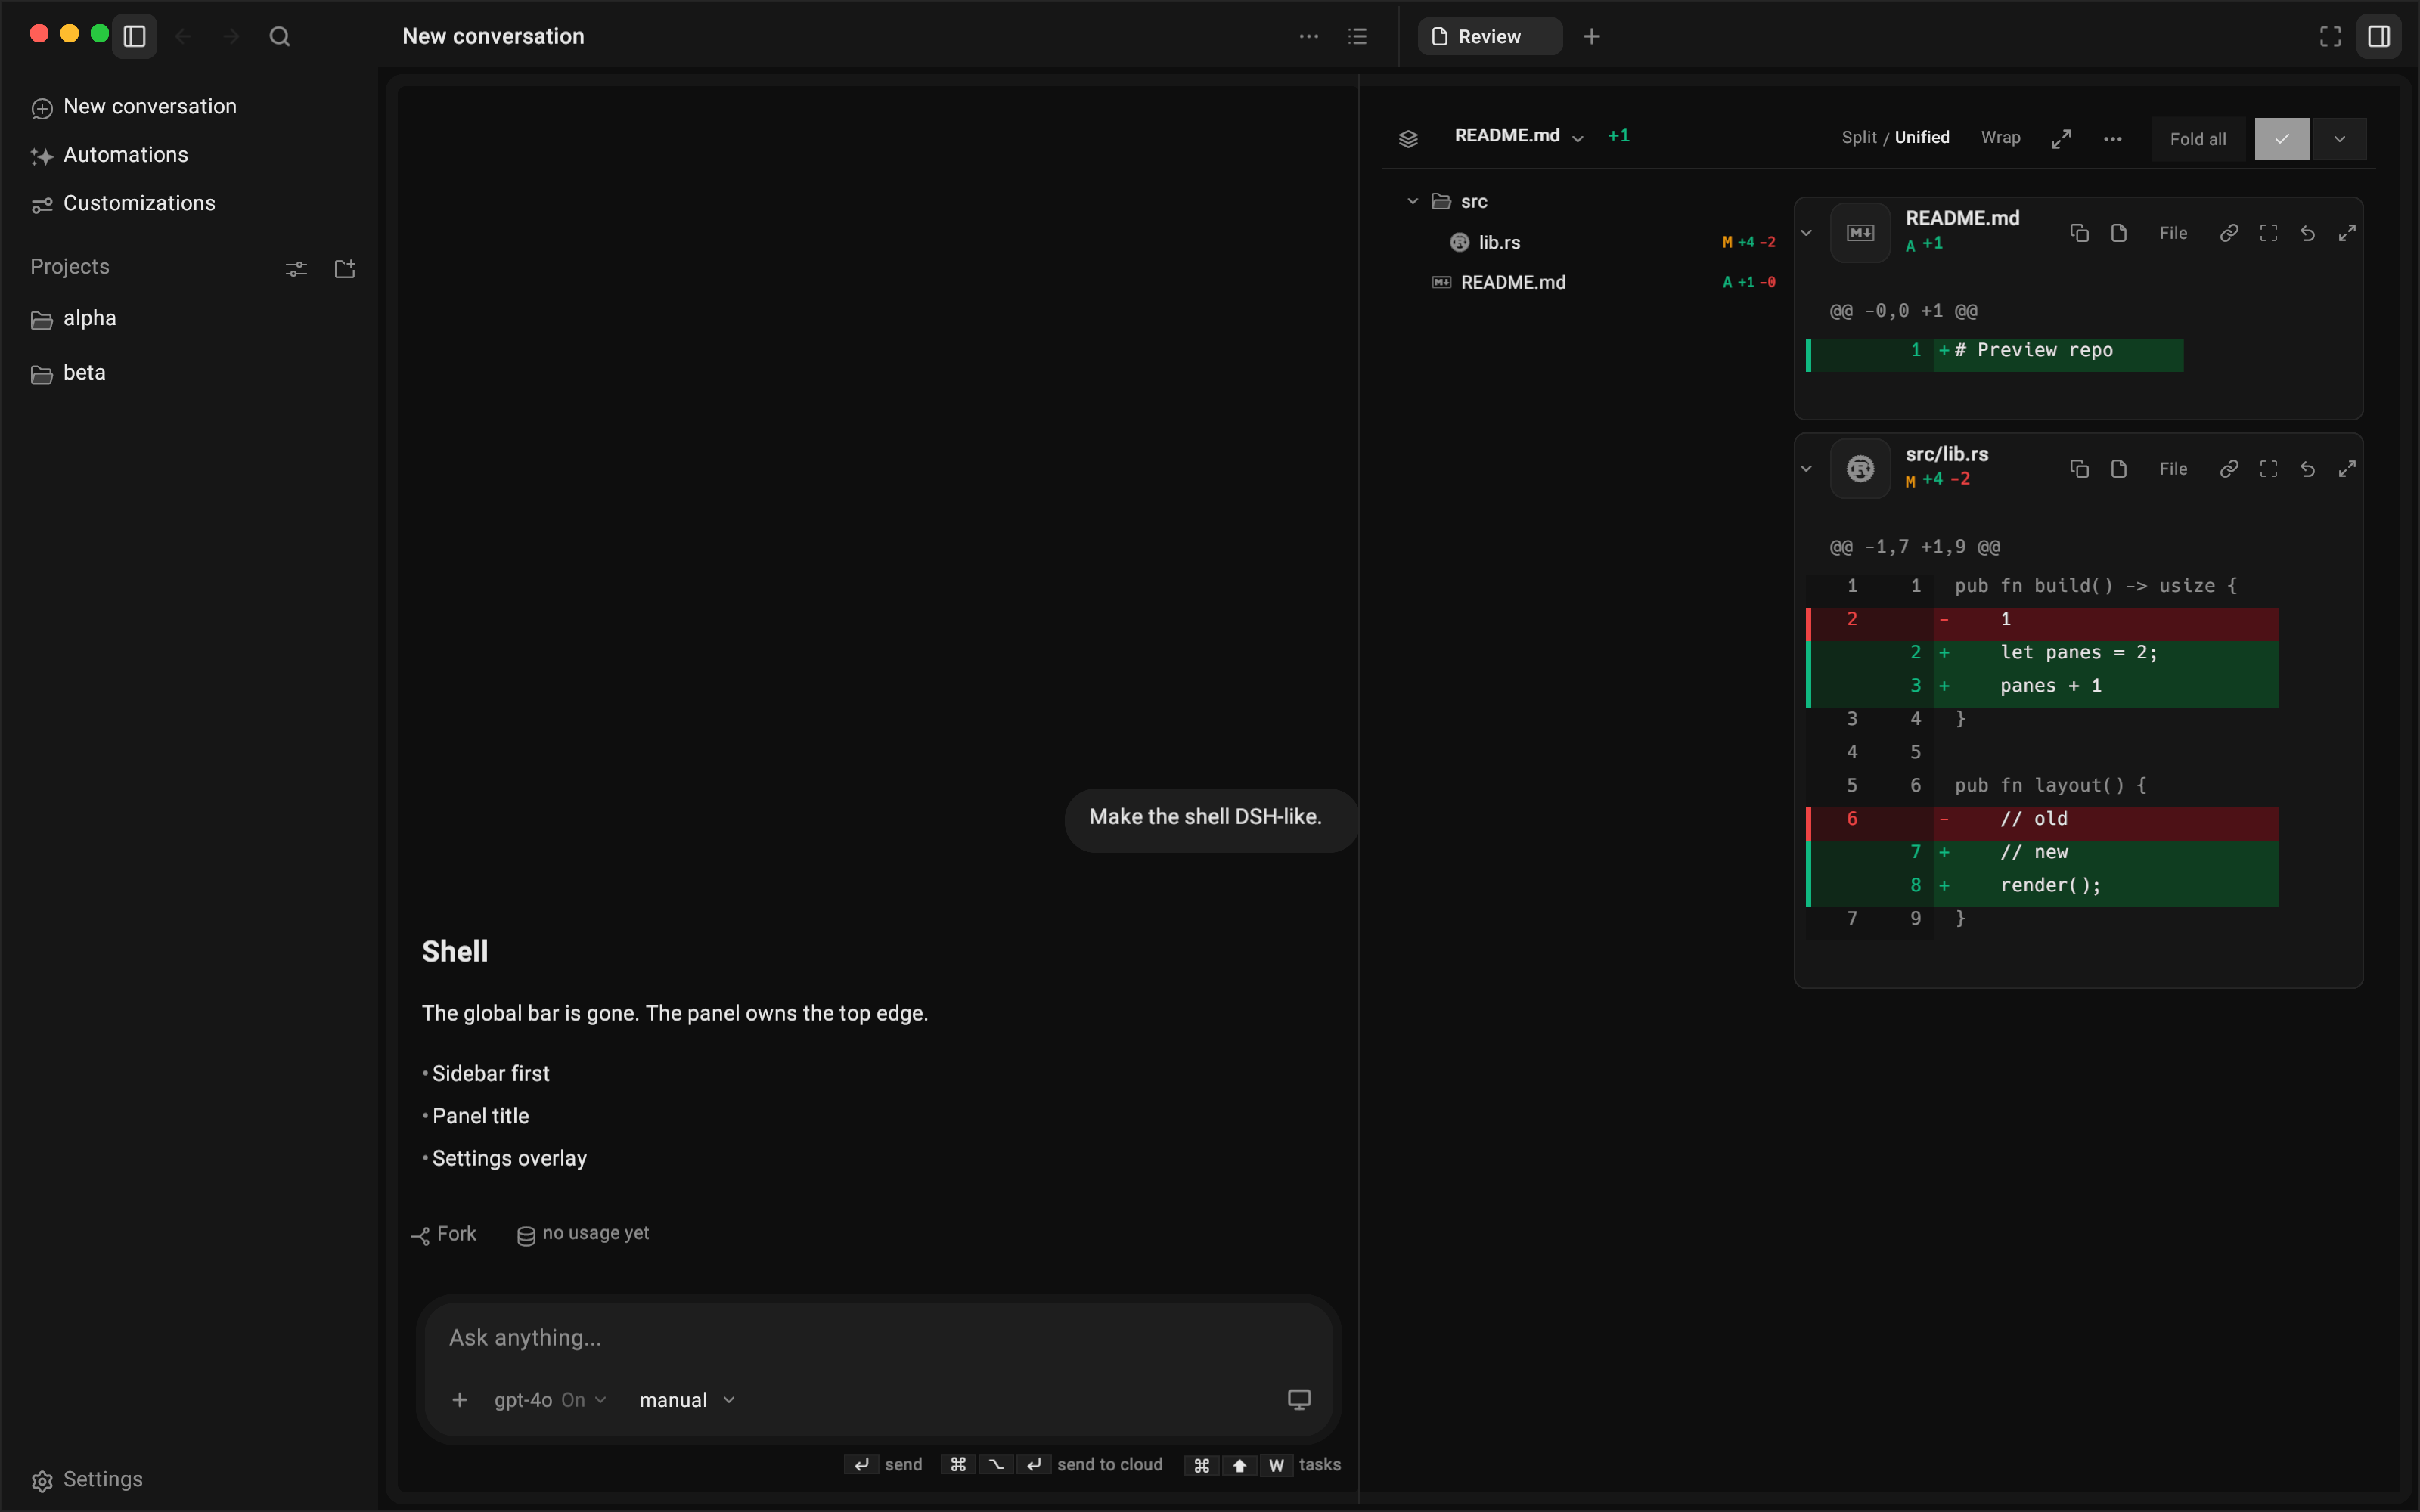 New conversation
Review
New conversation
Automations
Customizations
Projects
alpha
beta
Settings
Make the shell DSH-like.
Shell
The global bar is gone. The panel owns the top edge.
• Sidebar first
• Panel title
• Settings overlay
Fork no usage yet
Ask anything...
gpt-4o On manual
send ⌘ ⌥ send to cloud ⌘ W tasks
README.md +1 Split / Unified Wrap Fold all
src
lib.rs M +4 -2
README.md A +1 -0
README.md
A +1
File
@@ -0,0 +1 @@
1 +# Preview repo
src/lib.rs
M +4 -2
File
@@ -1,7 +1,9 @@
1 1 pub fn build() -> usize {
2 - 1
2 + let panes = 2;
3 + panes + 1
3 4 }
4 5
5 6 pub fn layout() {
6 - // old
7 + // new
8 + render();
7 9 }